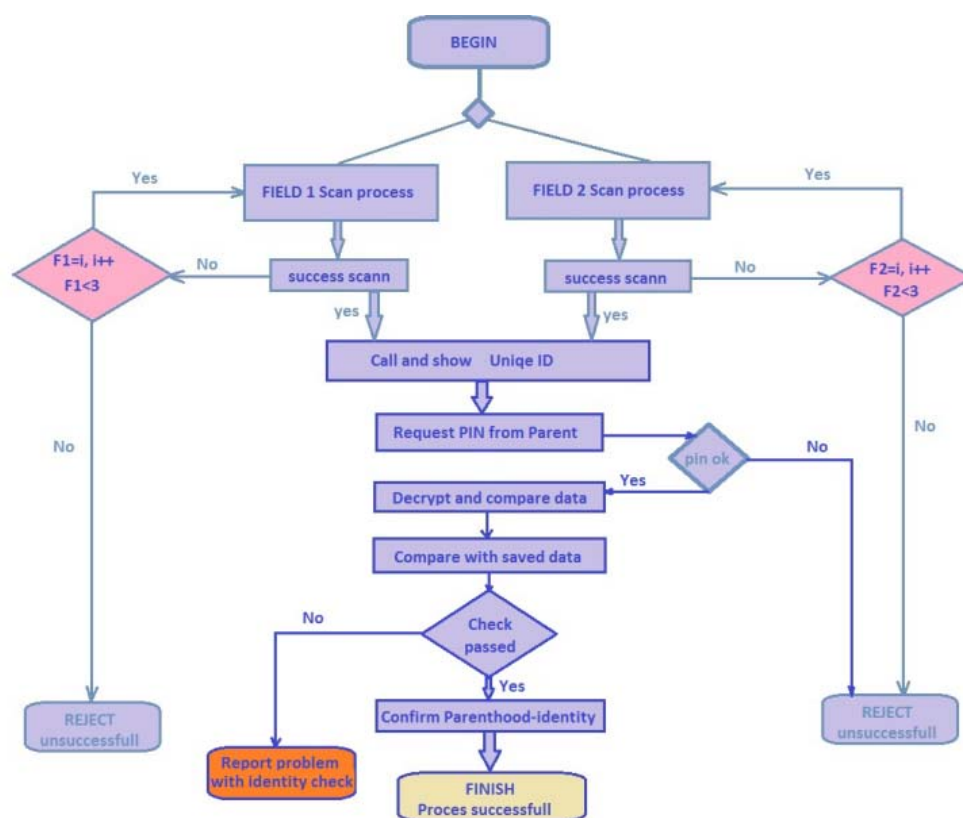 BEGIN
Yes
FIELD 1 Scan process
FIELD 2 Scan process
Yes
F1=i, i++
F1<3
No
success scann
success scann
No
F2=i, i++
F2<3
yes
yes
Call and show Uniqe ID
Request PIN from Parent
pin ok
No
No
No
Yes
Decrypt and compare data
Compare with saved data
Check
passed
No
Yes
Confirm Parenthood-identity
REJECT
unsuccessfull
REJECT
unsuccessfull
Report problem
with identity check
FINISH
Proces successfull